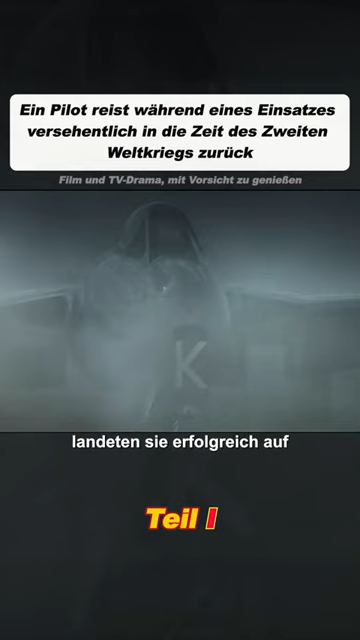 Ein Pilot reist während eines Einsatzes
versehentlich in die Zeit des Zweiten
Weltkriegs zurück
Film und TV-Drama, mit Vorsicht zu genießen
K
landeten sie erfolgreich auf
Teil I